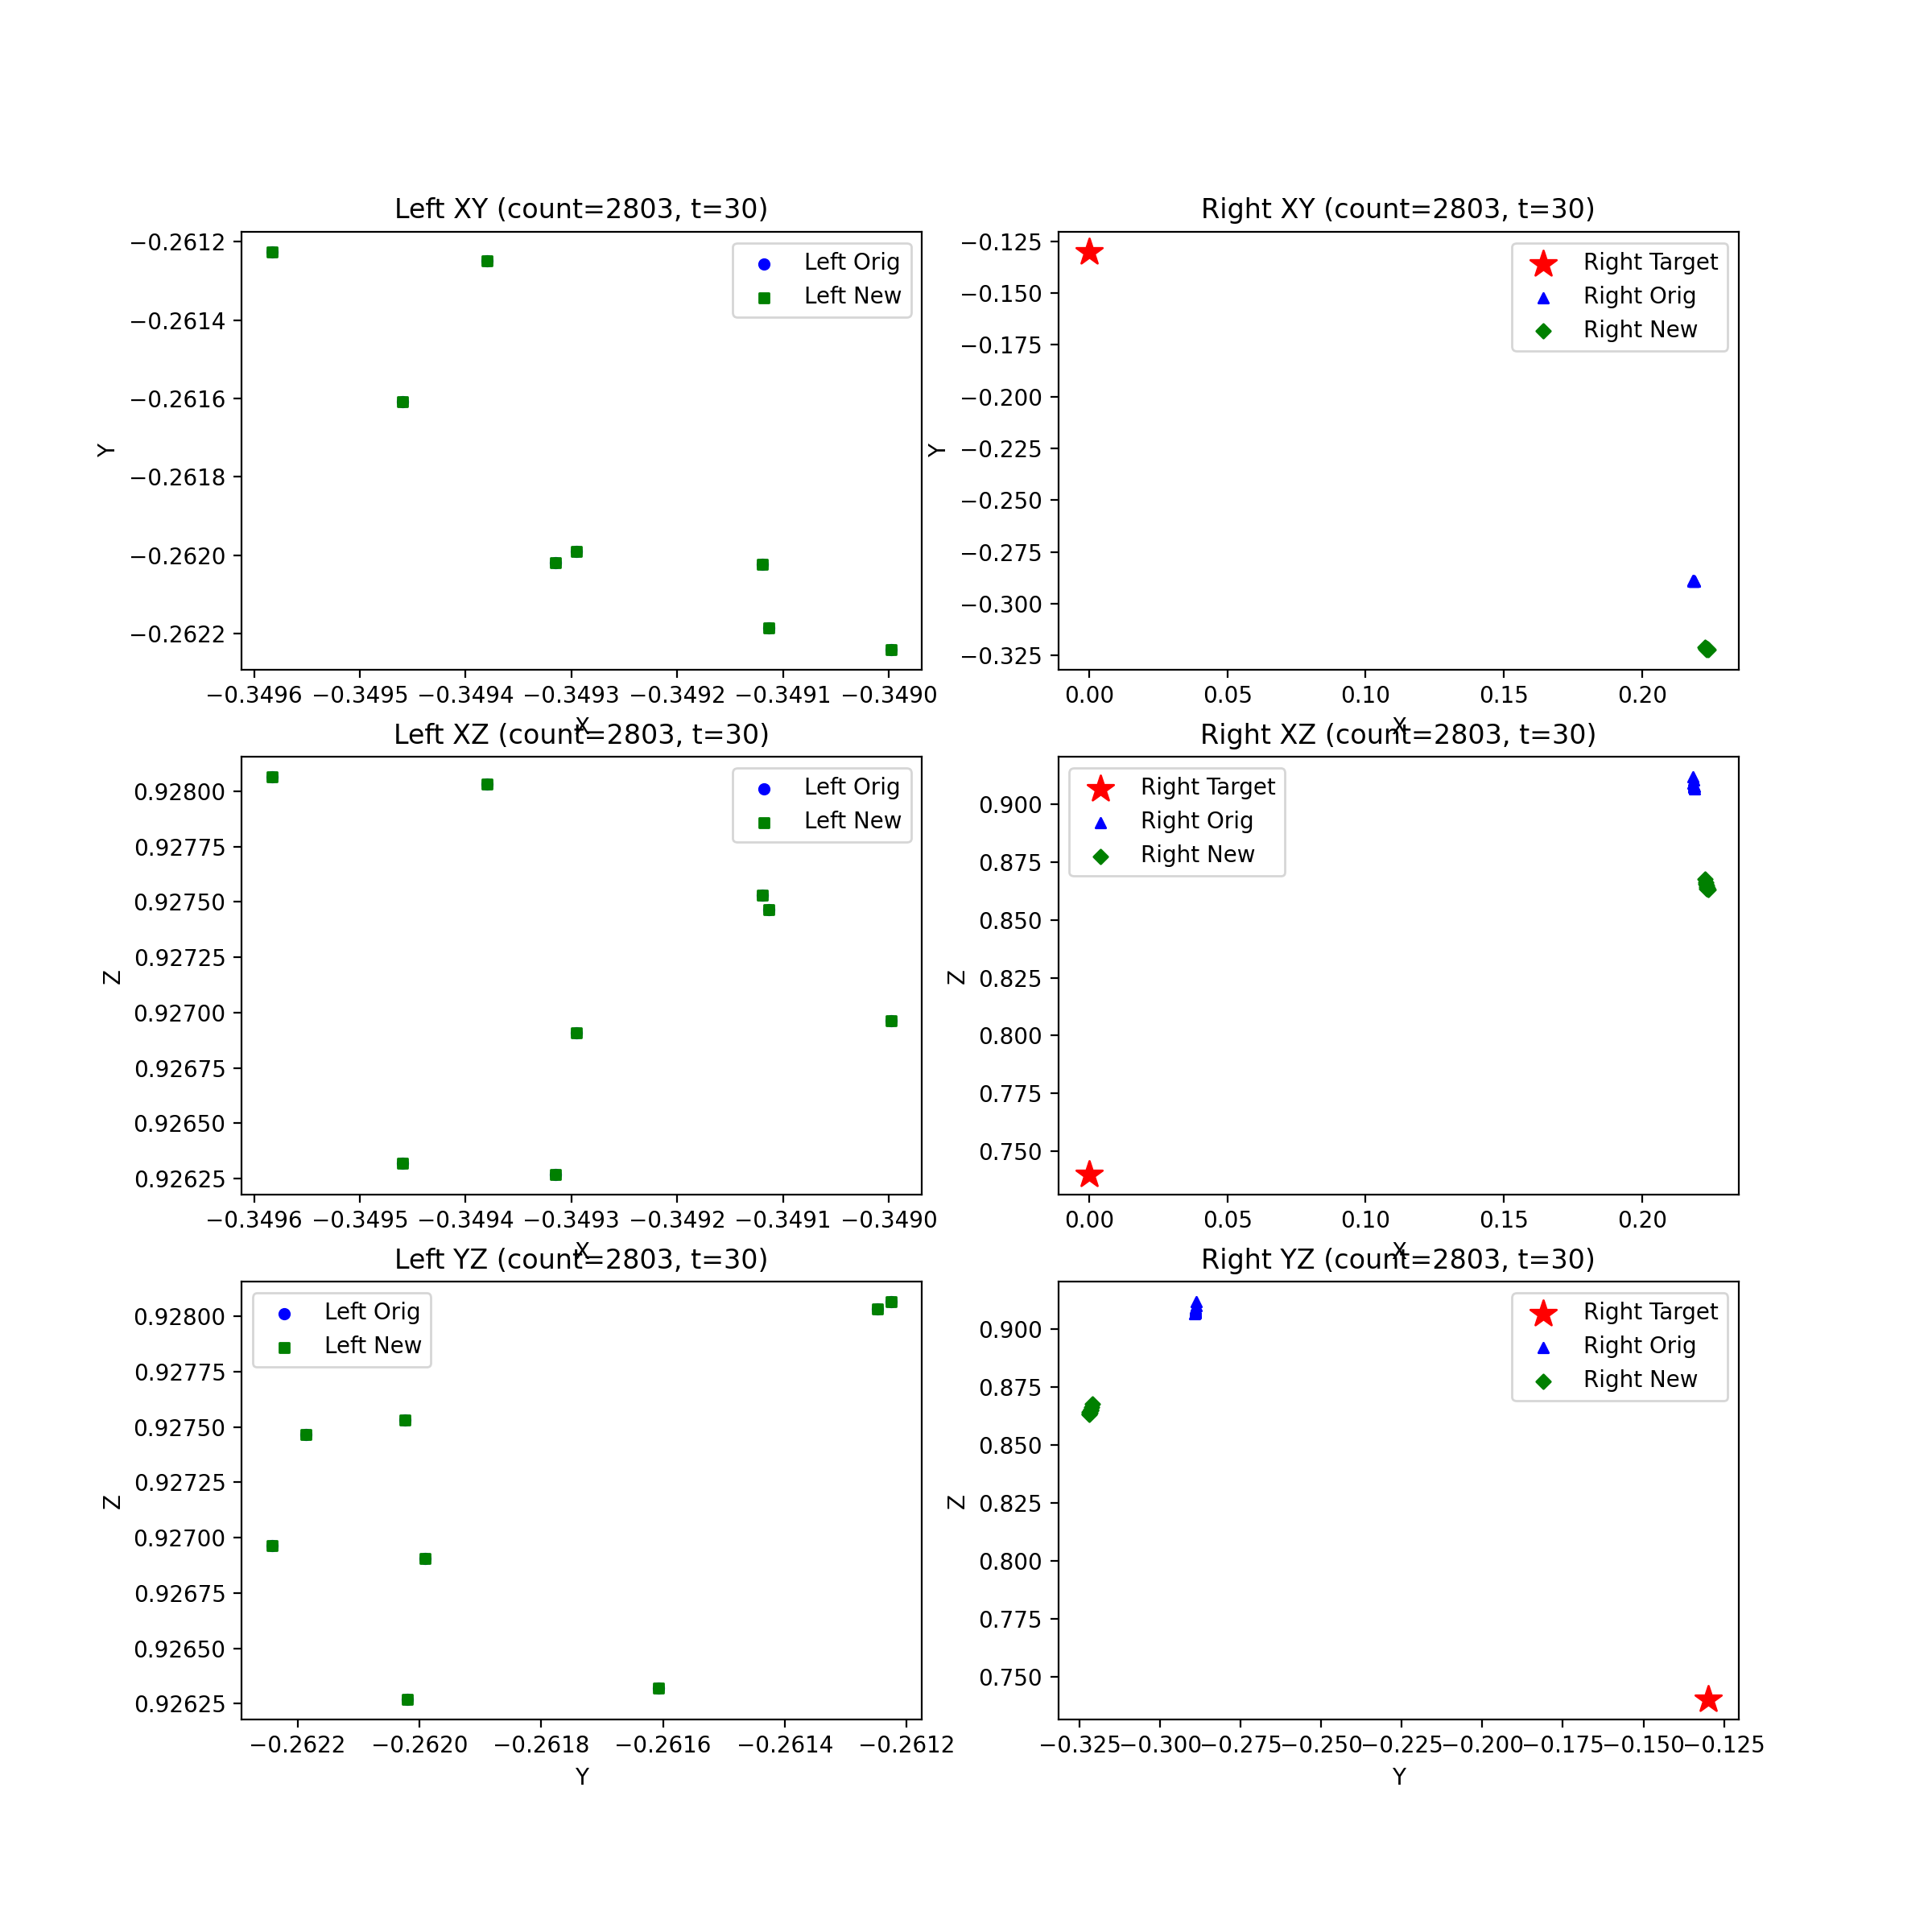 Left XY (count=2803, t=30)
−0.2612
−0.2614
−0.2616
−0.2618
−0.2620
−0.2622
Y
Left Orig
Left New
−0.3496 −0.3495 −0.3494 −0.3493 −0.3492 −0.3491 −0.3490
X
Right XY (count=2803, t=30)
−0.125
−0.150
−0.175
−0.200
−0.225
−0.250
−0.275
−0.300
−0.325
Y
Right Target
Right Orig
Right New
0.00 0.05 0.10 0.15 0.20
X
Left XZ (count=2803, t=30)
0.92800
0.92775
0.92750
0.92725
0.92700
0.92675
0.92650
0.92625
Z
Left Orig
Left New
−0.3496 −0.3495 −0.3494 −0.3493 −0.3492 −0.3491 −0.3490
X
Right XZ (count=2803, t=30)
0.900
0.875
0.850
0.825
0.800
0.775
0.750
Z
Right Target
Right Orig
Right New
0.00 0.05 0.10 0.15 0.20
X
Left YZ (count=2803, t=30)
0.92800
0.92775
0.92750
0.92725
0.92700
0.92675
0.92650
0.92625
Z
Left Orig
Left New
−0.2622 −0.2620 −0.2618 −0.2616 −0.2614 −0.2612
Y
Right YZ (count=2803, t=30)
0.900
0.875
0.850
0.825
0.800
0.775
0.750
Z
Right Target
Right Orig
Right New
−0.325 −0.300 −0.275 −0.250 −0.225 −0.200 −0.175 −0.150 −0.125
Y